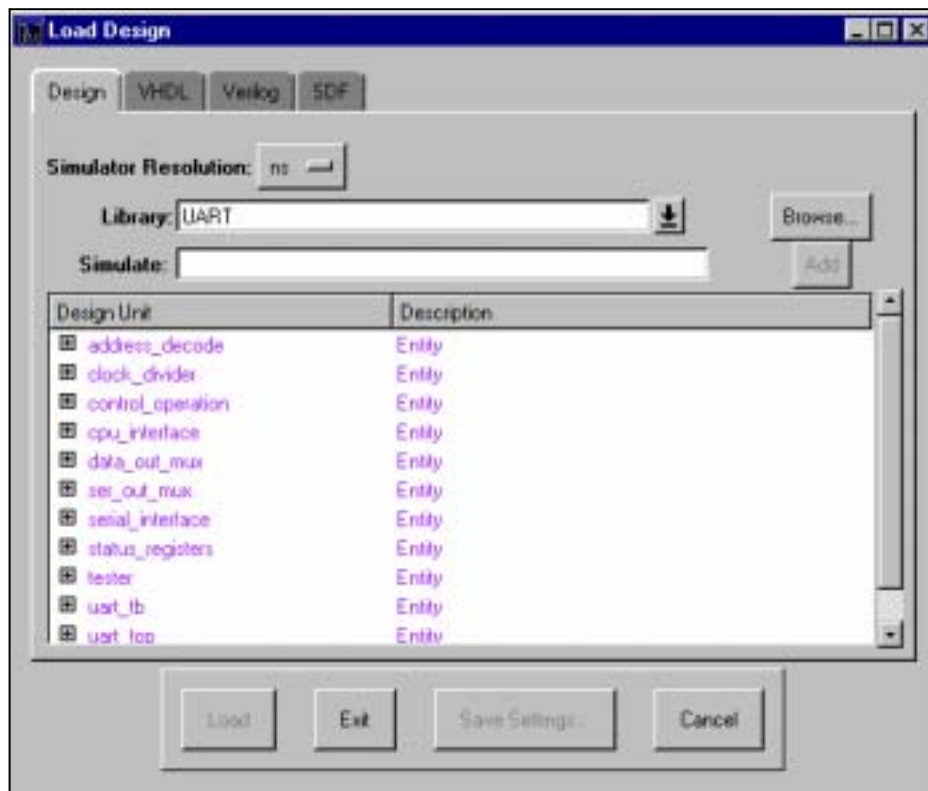 Load Design
Design VHDL Verilog SDF
Simulator Resolution: ns
Library: UART Browse...
Simulate: Add
Design Unit Description
address_decode Entity
clock_divider Entity
control_operation Entity
cpu_interface Entity
data_out_mux Entity
ser_out_mux Entity
serial_interface Entity
status_registers Entity
tester Entity
uart_tb Entity
uart_top Entity
Load Exit Save Settings... Cancel